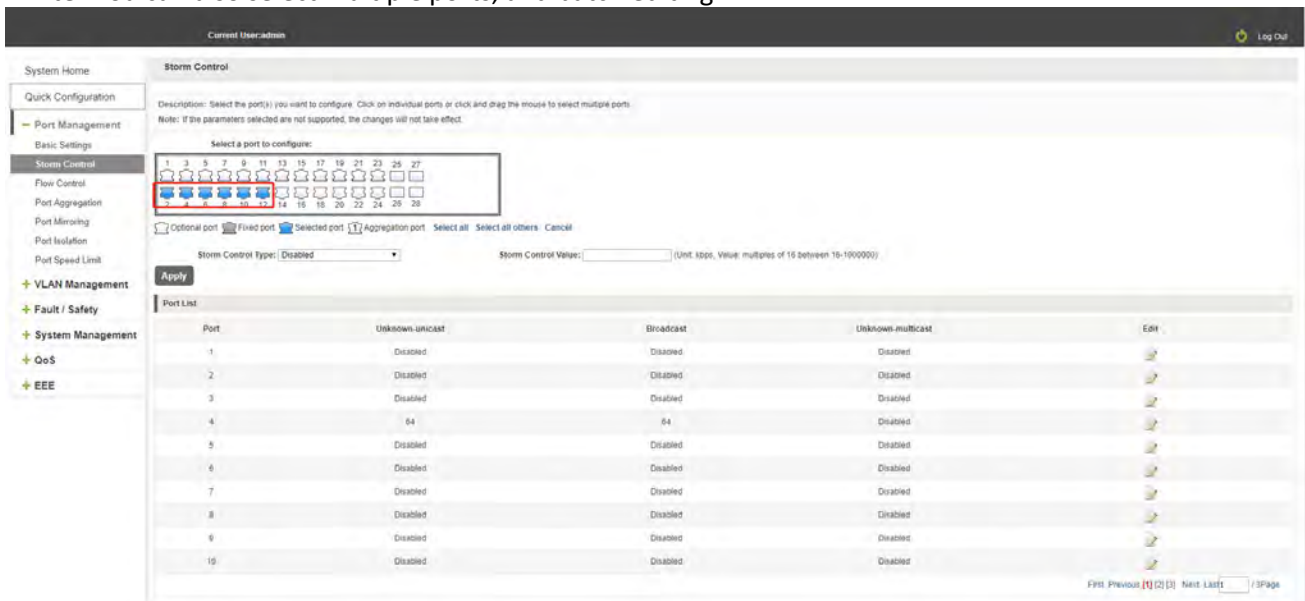 Current User:admin
Log Out
System Home
Quick Configuration
Port Management
Basic Settings
Storm Control
Flow Control
Port Aggregation
Port Mirroring
Port Isolation
Port Speed Limit
VLAN Management
Fault / Safety
System Management
QoS
EEE
Storm Control
Description: Select the port(s) you want to configure. Click on individual ports or click and drag the mouse to select multiple ports.
Note: If the parameters selected are not supported, the changes will not take effect.
Select a port to configure:
1 3 5 7 9 11 13 15 17 19 21 23 25 27
2 4 6 8 10 12 14 16 18 20 22 24 26 28
Optional port Fixed port Selected port 1 Aggregation port Select all Select all others Cancel
Storm Control Type: Disabled Storm Control Value: (Unit: kbps, Value: multiples of 16 between 16-1000000)
Apply
Port List
Port Unknown-unicast Broadcast Unknown-multicast Edit
1 Disabled Disabled Disabled
2 Disabled Disabled Disabled
3 Disabled Disabled Disabled
4 64 64 Disabled
5 Disabled Disabled Disabled
6 Disabled Disabled Disabled
7 Disabled Disabled Disabled
8 Disabled Disabled Disabled
9 Disabled Disabled Disabled
10 Disabled Disabled Disabled
First Previous [1] [2] [3] Next Last 1 / 3Page